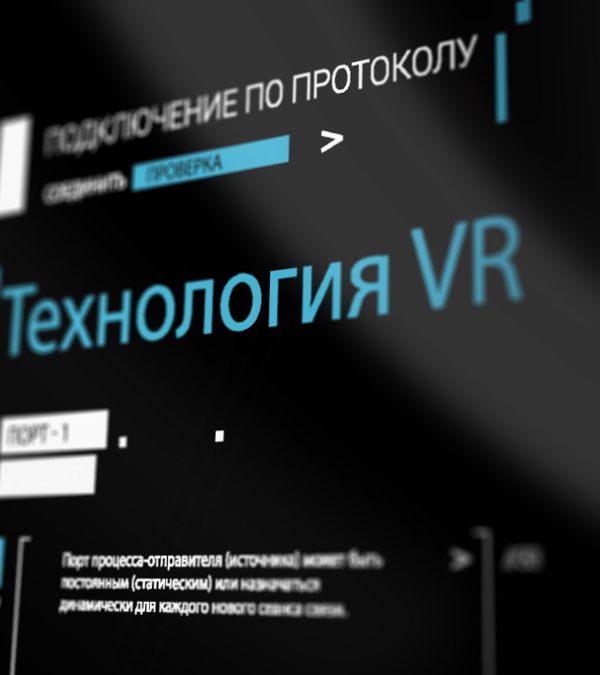 ПОДКЛЮЧЕНИЕ ПО ПРОТОКОЛУ
соединить ПРОВЕРКА >
Технология VR
ПОРТ - 1
Порт процесса-отправителя (источника) может быть >
постоянным (статическим) или назначаться
динамически для каждого нового сеанса связи.